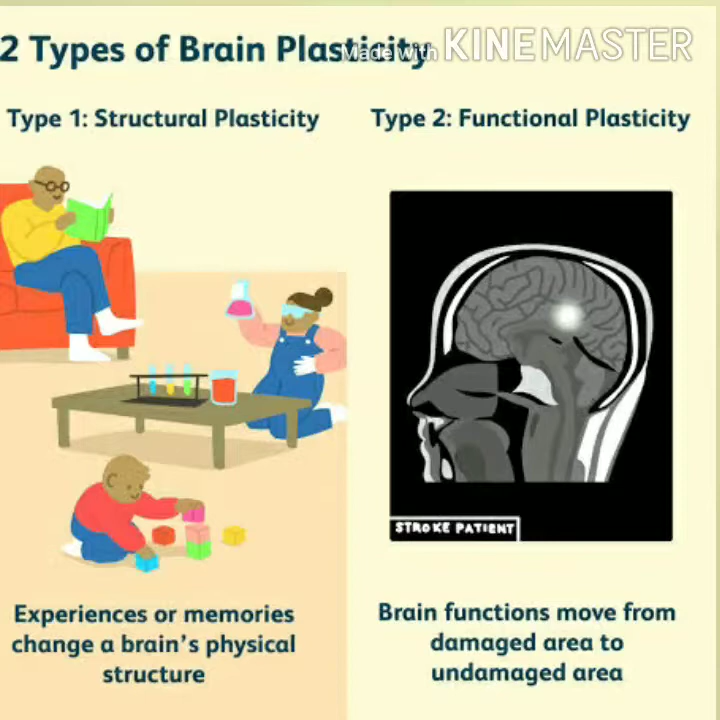 2 Types of Brain Plasticity
Made with KINEMASTER
Type 1: Structural Plasticity
Type 2: Functional Plasticity
STROKE PATIENT
Experiences or memories
change a brain's physical
structure
Brain functions move from
damaged area to
undamaged area